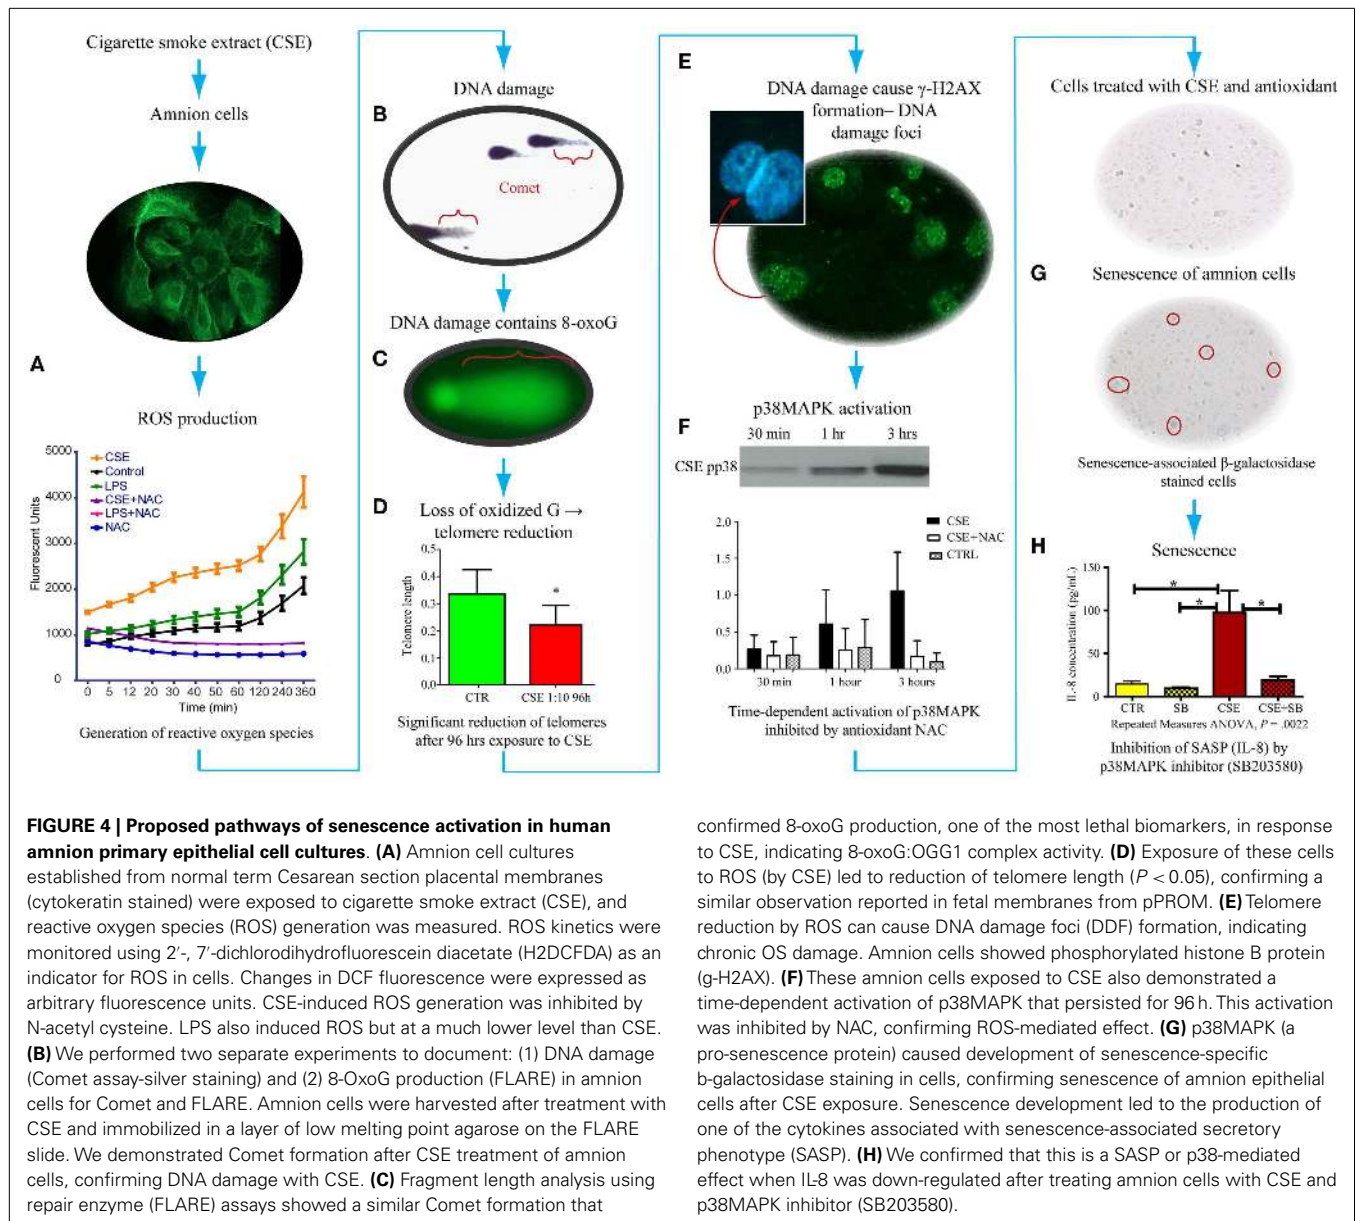 Cigarette smoke extract (CSE)
Amnion cells
A
ROS production
5000
4000
3000
2000
1000
0
Fluorescent Units
CSE
Control
LPS
CSE+NAC
LPS+NAC
NAC
0 5 12 20 30 40 50 60 120 240 360
Time (min)
Generation of reactive oxygen species
DNA damage
B
Comet
DNA damage contains 8-oxoG
C
D
Loss of oxidized G →
telomere reduction
0.5
0.4
0.3
0.2
0.1
0.0
Telomere length
*
CTR CSE 1:10 96h
Significant reduction of telomeres
after 96 hrs exposure to CSE
E
DNA damage cause γ-H2AX
formation– DNA
damage foci
p38MAPK activation
F
30 min 1 hr 3 hrs
CSE pp38
2.0
1.5
1.0
0.5
0.0
CSE
CSE+NAC
CTRL
30 min 1 hour 3 hours
Time-dependent activation of p38MAPK
inhibited by antioxidant NAC
Cells treated with CSE and antioxidant
G
Senescence of amnion cells
Senescence-associated β-galactosidase
stained cells
H
Senescence
150
100
50
0
IL-8 concentration (pg/mL)
*
* *
CTR SB CSE CSE+SB
Repeated Measures ANOVA, P = .0022
Inhibition of SASP (IL-8) by
p38MAPK inhibitor (SB203580)
FIGURE 4 | Proposed pathways of senescence activation in human
amnion primary epithelial cell cultures. (A) Amnion cell cultures
established from normal term Cesarean section placental membranes
(cytokeratin stained) were exposed to cigarette smoke extract (CSE), and
reactive oxygen species (ROS) generation was measured. ROS kinetics were
monitored using 2′-, 7′-dichlorodihydrofluorescein diacetate (H2DCFDA) as an
indicator for ROS in cells. Changes in DCF fluorescence were expressed as
arbitrary fluorescence units. CSE-induced ROS generation was inhibited by
N-acetyl cysteine. LPS also induced ROS but at a much lower level than CSE.
(B) We performed two separate experiments to document: (1) DNA damage
(Comet assay-silver staining) and (2) 8-OxoG production (FLARE) in amnion
cells for Comet and FLARE. Amnion cells were harvested after treatment with
CSE and immobilized in a layer of low melting point agarose on the FLARE
slide. We demonstrated Comet formation after CSE treatment of amnion
cells, confirming DNA damage with CSE. (C) Fragment length analysis using
repair enzyme (FLARE) assays showed a similar Comet formation that
confirmed 8-oxoG production, one of the most lethal biomarkers, in response
to CSE, indicating 8-oxoG:OGG1 complex activity. (D) Exposure of these cells
to ROS (by CSE) led to reduction of telomere length (P < 0.05), confirming a
similar observation reported in fetal membranes from pPROM. (E) Telomere
reduction by ROS can cause DNA damage foci (DDF) formation, indicating
chronic OS damage. Amnion cells showed phosphorylated histone B protein
(g-H2AX). (F) These amnion cells exposed to CSE also demonstrated a
time-dependent activation of p38MAPK that persisted for 96 h. This activation
was inhibited by NAC, confirming ROS-mediated effect. (G) p38MAPK (a
pro-senescence protein) caused development of senescence-specific
b-galactosidase staining in cells, confirming senescence of amnion epithelial
cells after CSE exposure. Senescence development led to the production of
one of the cytokines associated with senescence-associated secretory
phenotype (SASP). (H) We confirmed that this is a SASP or p38-mediated
effect when IL-8 was down-regulated after treating amnion cells with CSE and
p38MAPK inhibitor (SB203580).